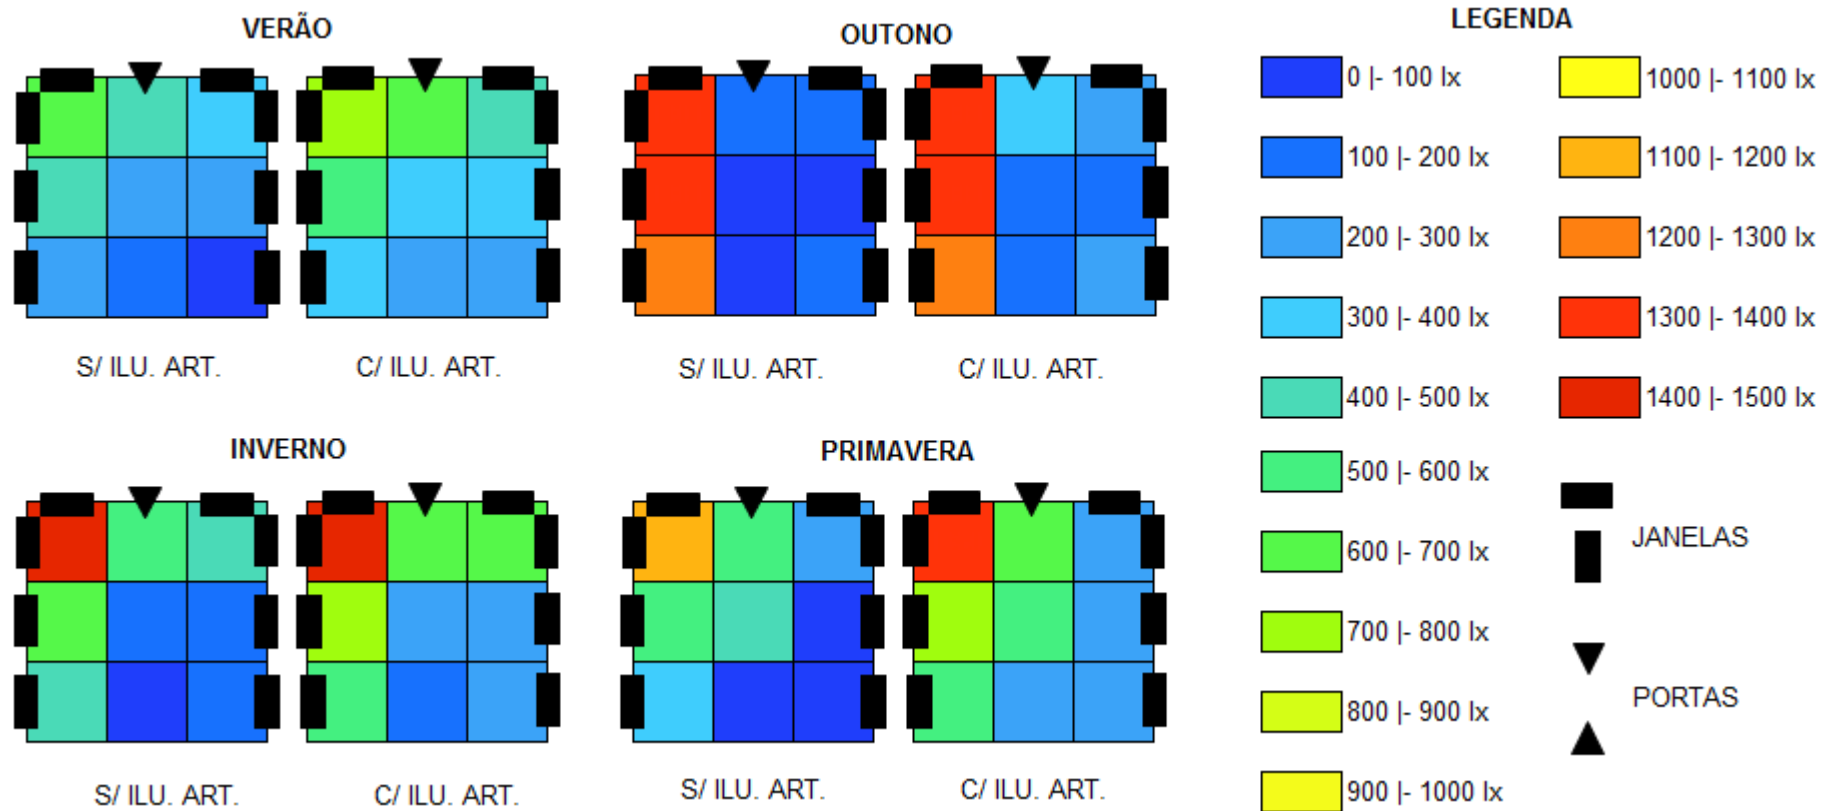 VERÃO
S/ ILU. ART.
C/ ILU. ART.
OUTONO
S/ ILU. ART.
C/ ILU. ART.
INVERNO
S/ ILU. ART.
C/ ILU. ART.
PRIMAVERA
S/ ILU. ART.
C/ ILU. ART.
LEGENDA
0 |- 100 lx
100 |- 200 lx
200 |- 300 lx
300 |- 400 lx
400 |- 500 lx
500 |- 600 lx
600 |- 700 lx
700 |- 800 lx
800 |- 900 lx
900 |- 1000 lx
1000 |- 1100 lx
1100 |- 1200 lx
1200 |- 1300 lx
1300 |- 1400 lx
1400 |- 1500 lx
JANELAS
PORTAS